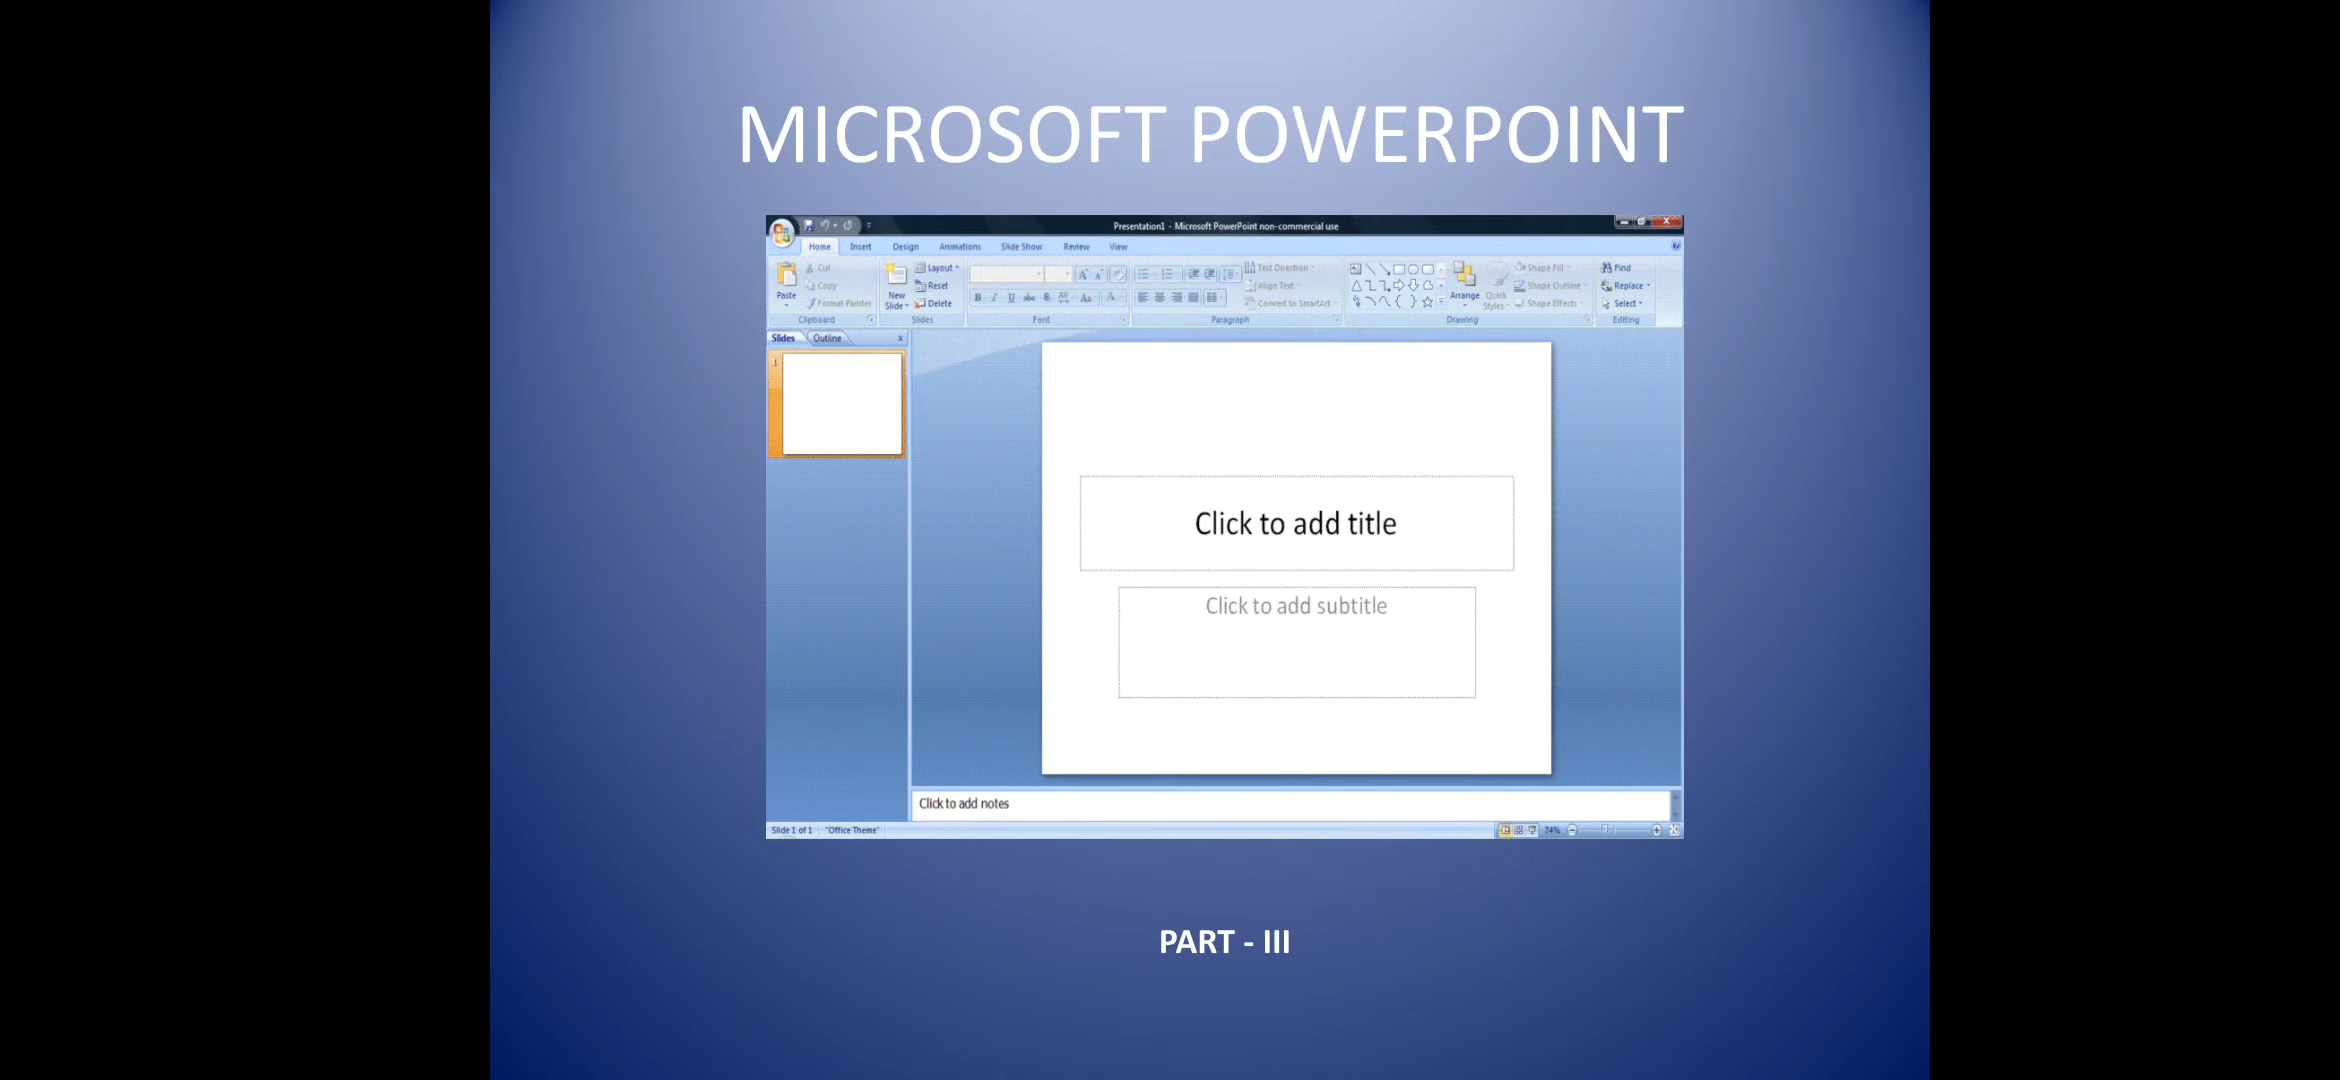 MICROSOFT POWERPOINT
Presentation1 - Microsoft PowerPoint non-commercial use
Home Insert Design Animations Slide Show Review View
Cut Layout Text Direction Shape Fill Find
Copy Reset Align Text Shape Outline Replace
Paste New Arrange Quick
Format Painter Slide Delete Convert to SmartArt Styles Shape Effects Select
Clipboard Slides Font Paragraph Drawing Editing
Slides Outline
1
Click to add title
Click to add subtitle
Click to add notes
Slide 1 of 1 "Office Theme" 74%
PART - III